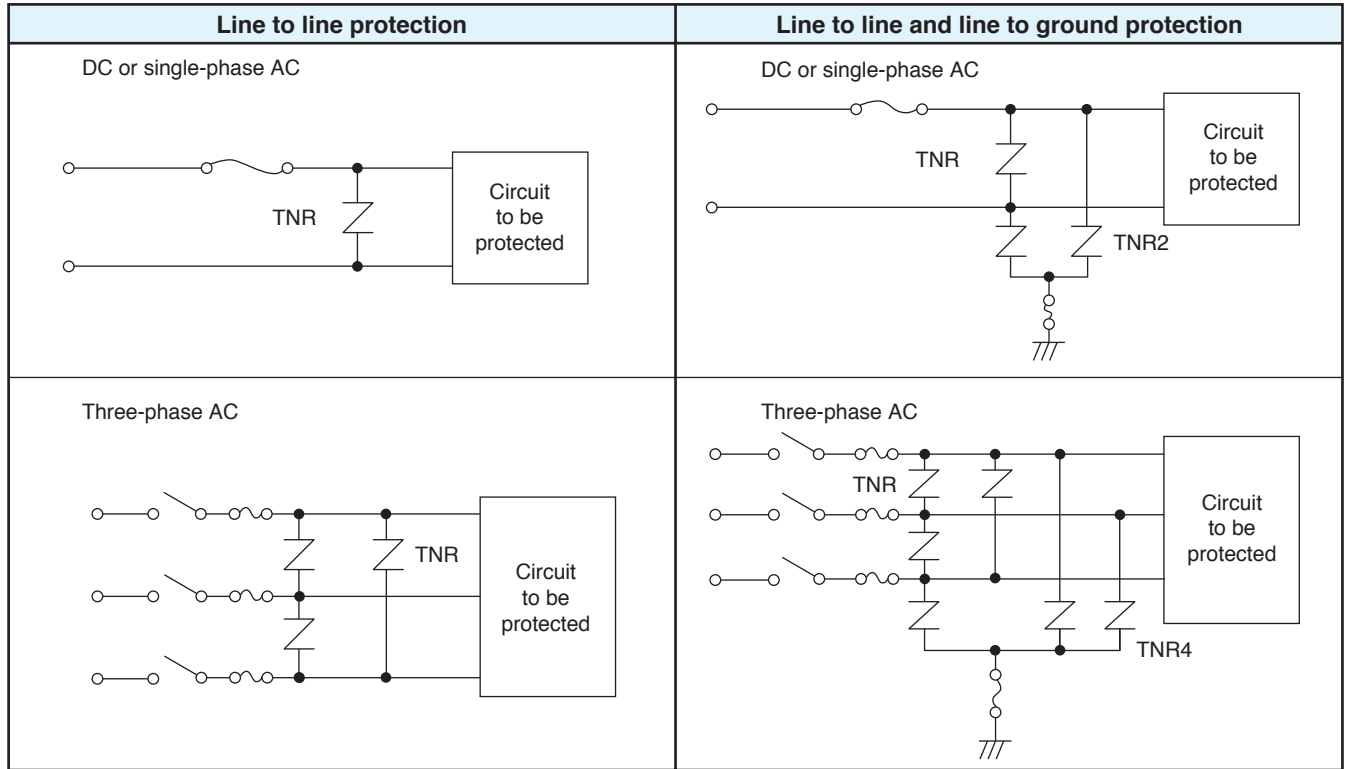 Line to line protection
Line to line and line to ground protection
DC or single-phase AC
TNR
Circuit
to be
protected
DC or single-phase AC
TNR
TNR2
Circuit
to be
protected
Three-phase AC
TNR
Circuit
to be
protected
Three-phase AC
TNR
TNR4
Circuit
to be
protected